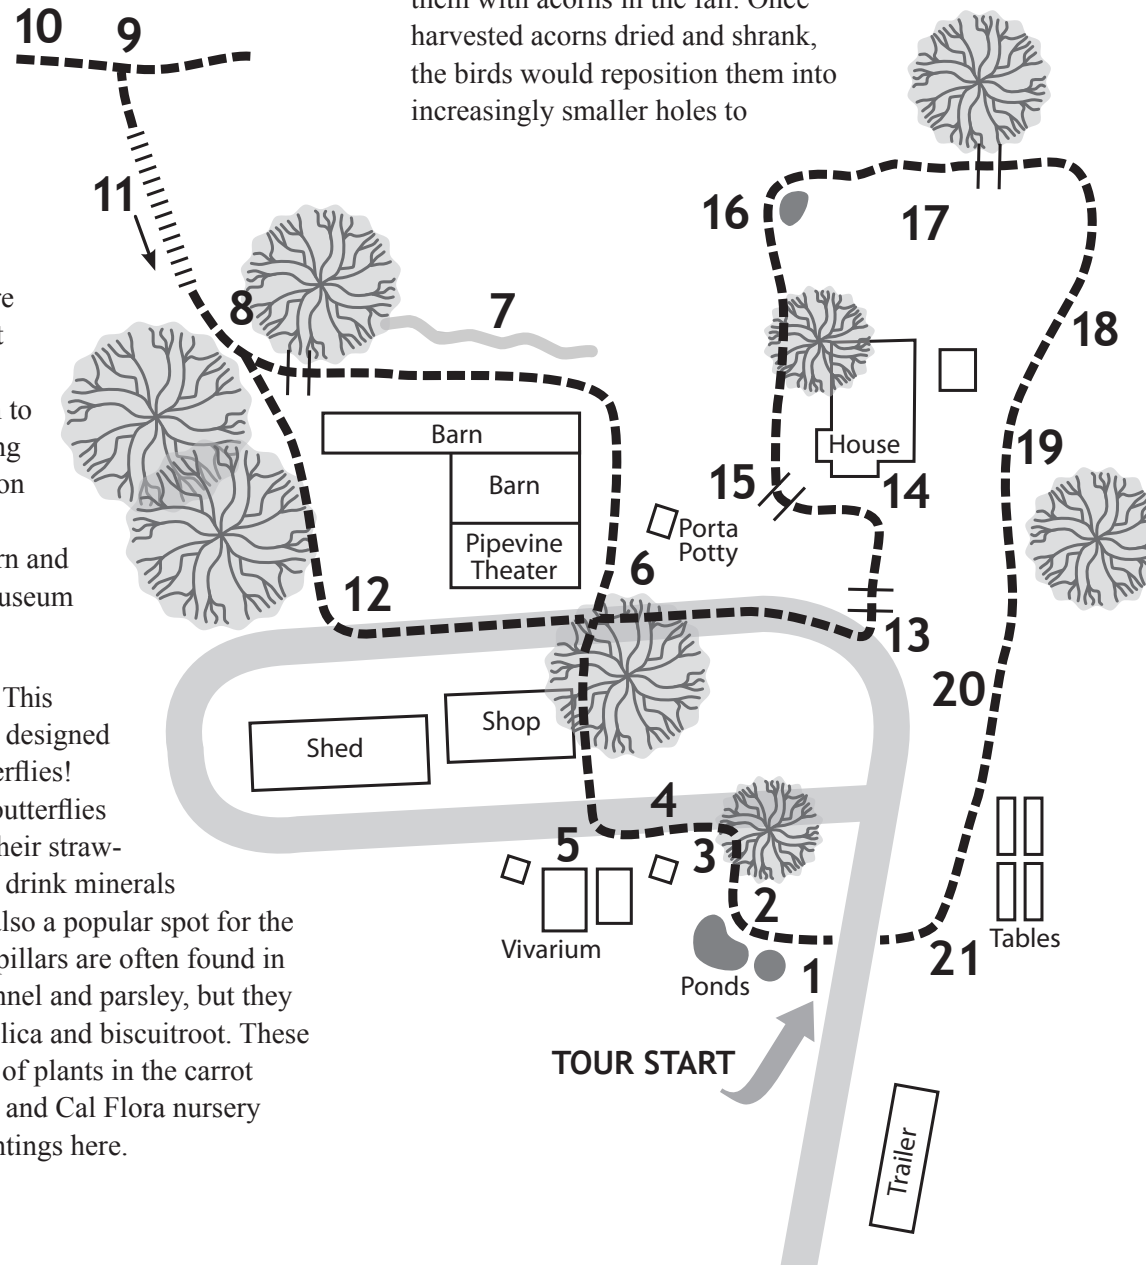 them with acorns in the fall. Once
harvested acorns dried and shrank,
the birds would reposition them into
increasingly smaller holes to
10
9
11
16
17
8
7
18
re
t
to
ng
on
rn and
useum
This
designed
erflies!
outterflies
heir straw-
drink minerals
also a popular spot for the
pillars are often found in
nnel and parsley, but they
lica and biscuitroot. These
of plants in the carrot
and Cal Flora nursery
ntings here.
Barn
Barn
Pipevine
Theater
House
15
14
19
Porta
Potty
6
12
13
20
Shed
Shop
4
5
3
2
Vivarium
Ponds
1
21
Tables
TOUR START
Trailer